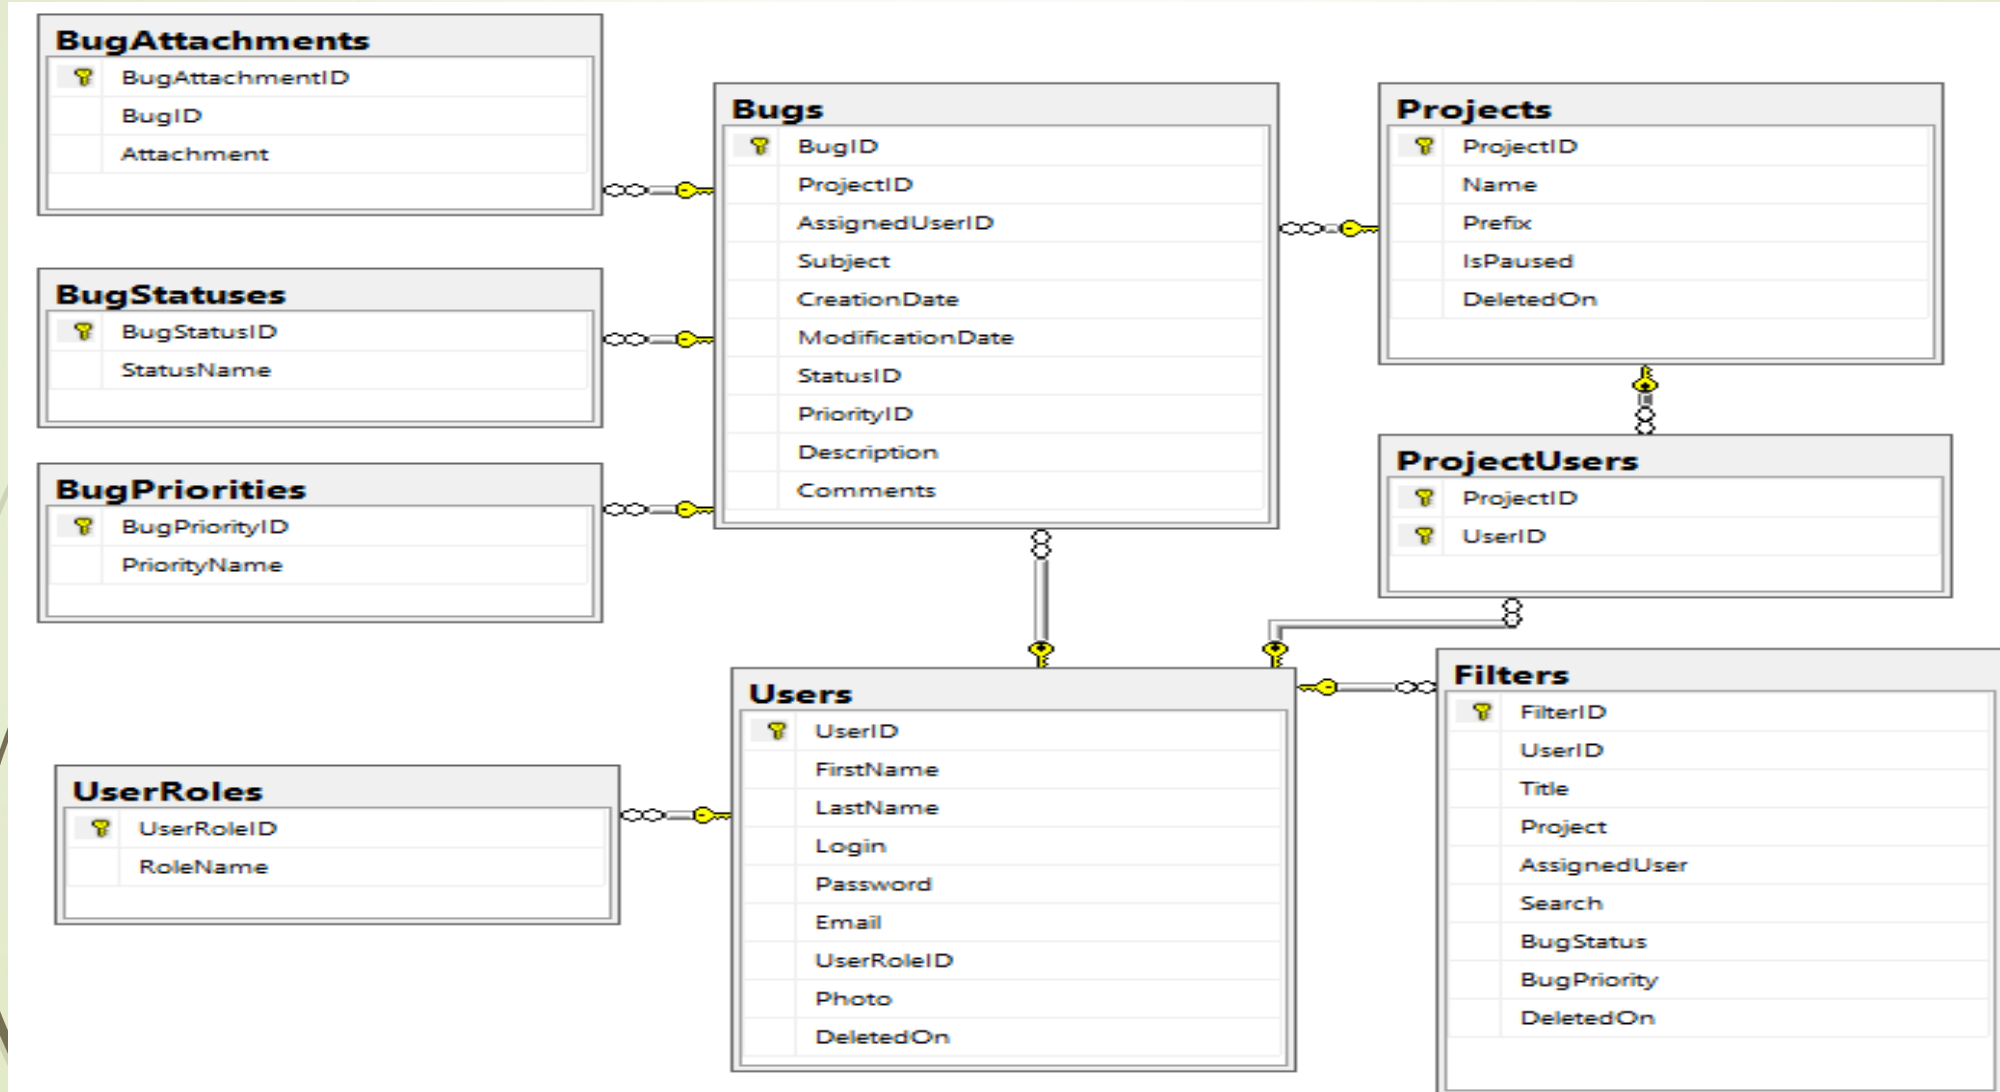 BugAttachments
BugAttachmentID
BugID
Attachment
BugStatuses
BugStatusID
StatusName
BugPriorities
BugPriorityID
PriorityName
UserRoles
UserRoleID
RoleName
Bugs
BugID
ProjectID
AssignedUserID
Subject
CreationDate
ModificationDate
StatusID
PriorityID
Description
Comments
Users
UserID
FirstName
LastName
Login
Password
Email
UserRoleID
Photo
DeletedOn
Projects
ProjectID
Name
Prefix
IsPaused
DeletedOn
ProjectUsers
ProjectID
UserID
Filters
FilterID
UserID
Title
Project
AssignedUser
Search
BugStatus
BugPriority
DeletedOn